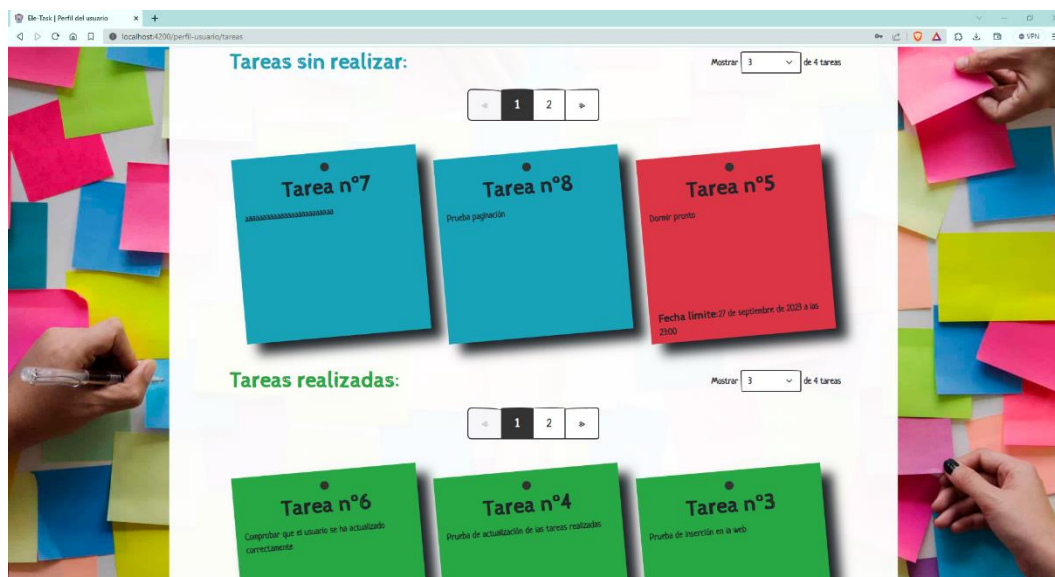 Ele-Task | Perfil del usuario
localhost:4200/perfil-usuario/tareas
VPN
Tareas sin realizar:
Mostrar 3 de 4 tareas
« 1 2 »
Tarea nº7
Tarea nº8
Tarea nº5
Prueba paginación
Dormir pronto
Fecha límite:27 de septiembre de 2023 a las
23:00
Tareas realizadas:
Mostrar 3 de 4 tareas
« 1 2 »
Tarea nº6
Comprobar que el usuario se ha actualizado
correctamente
Tarea nº4
Prueba de actualización de las tareas realizadas
Tarea nº3
Prueba de inserción en la web